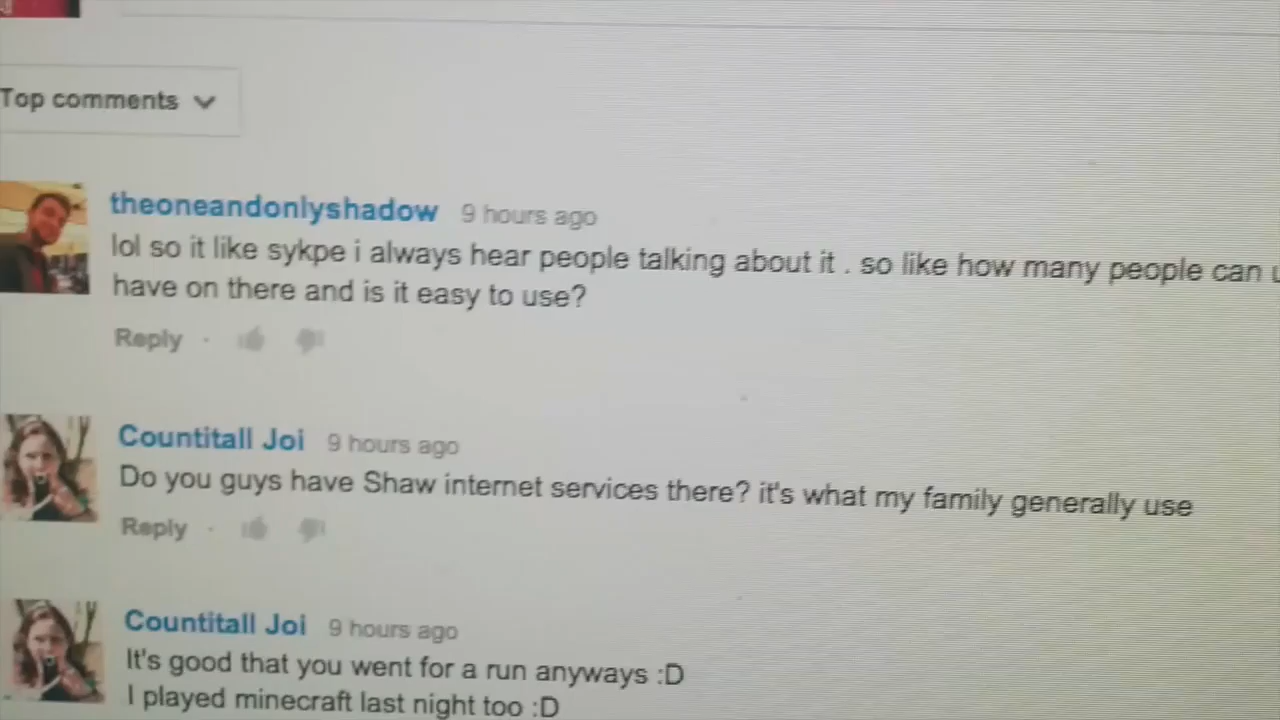 Top comments
theoneandonlyshadow 9 hours ago
lol so it like sykpe i always hear people talking about it . so like how many people can u
have on there and is it easy to use?
Reply ·
Countitall Joi 9 hours ago
Do you guys have Shaw internet services there? it's what my family generally use
Reply ·
Countitall Joi 9 hours ago
It's good that you went for a run anyways :D
I played minecraft last night too :D